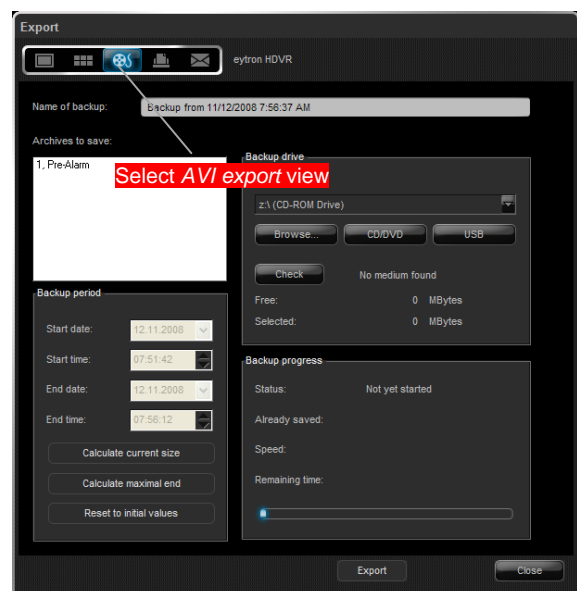 Export
eytron HDVR
Name of backup: Backup from 11/12/2008 7:56:37 AM
Archives to save:
1, Pre-Alarm
Select AVI export view
Backup drive
z:\ (CD-ROM Drive)
Browse... CD/DVD USB
Check No medium found
Free: 0 MBytes
Selected: 0 MBytes
Backup period
Start date: 12.11.2008
Start time: 07:51:42
End date: 12.11.2008
End time: 07:56:12
Calculate current size
Calculate maximal end
Reset to initial values
Backup progress
Status: Not yet started
Already saved:
Speed:
Remaining time:
Export Close